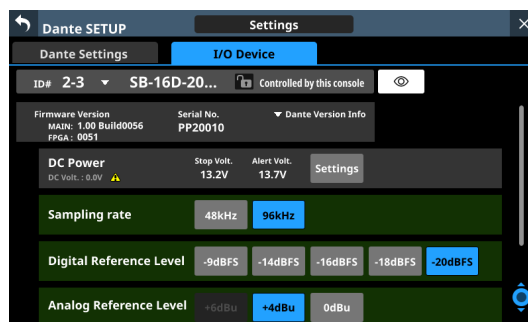 Dante SETUP
Settings
Dante Settings
I/O Device
ID# 2-3 SB-16D-20... Controlled by this console
Firmware Version
MAIN: 1.00 Build0056
FPGA : 0051
Serial No.
PP20010
Dante Version Info
DC Power
DC Volt. : 0.0V
Stop Volt.
13.2V
Alert Volt.
13.7V
Settings
Sampling rate
48kHz
96kHz
Digital Reference Level
-9dBFS
-14dBFS
-16dBFS
-18dBFS
-20dBFS
Analog Reference Level
+6dBu
+4dBu
0dBu